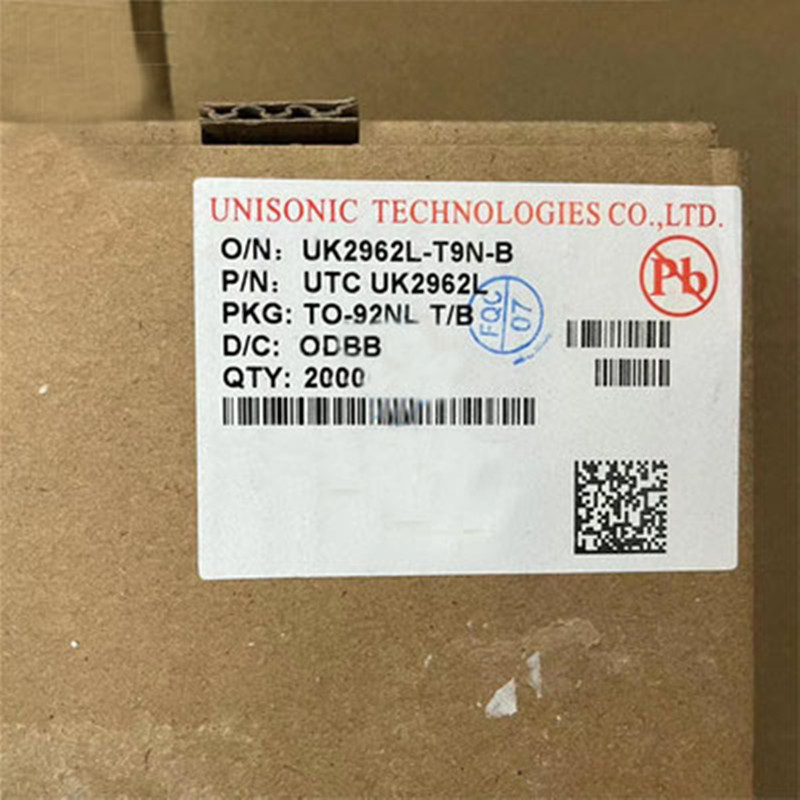 UNISONIC TECHNOLOGIES CO.,LTD.
O/N: UK2962L-T9N-B
P/N: UTC UK2962L
PKG: TO-92NL T/B
D/C: ODBB
QTY: 2000
Pb
FQC
07